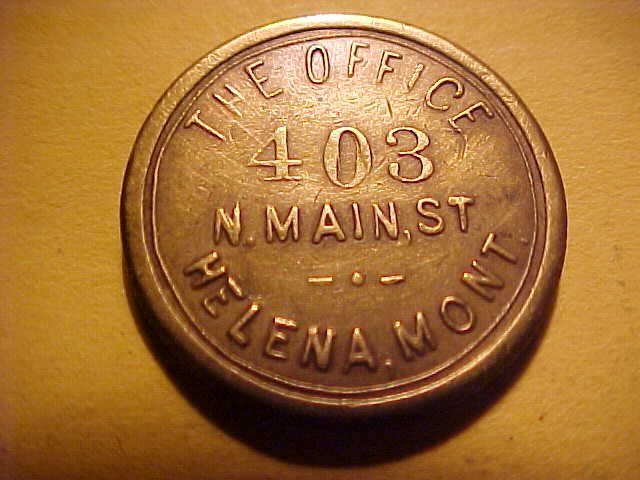 THE OFFICE
403
N. MAIN, ST
HELENA, MONT.